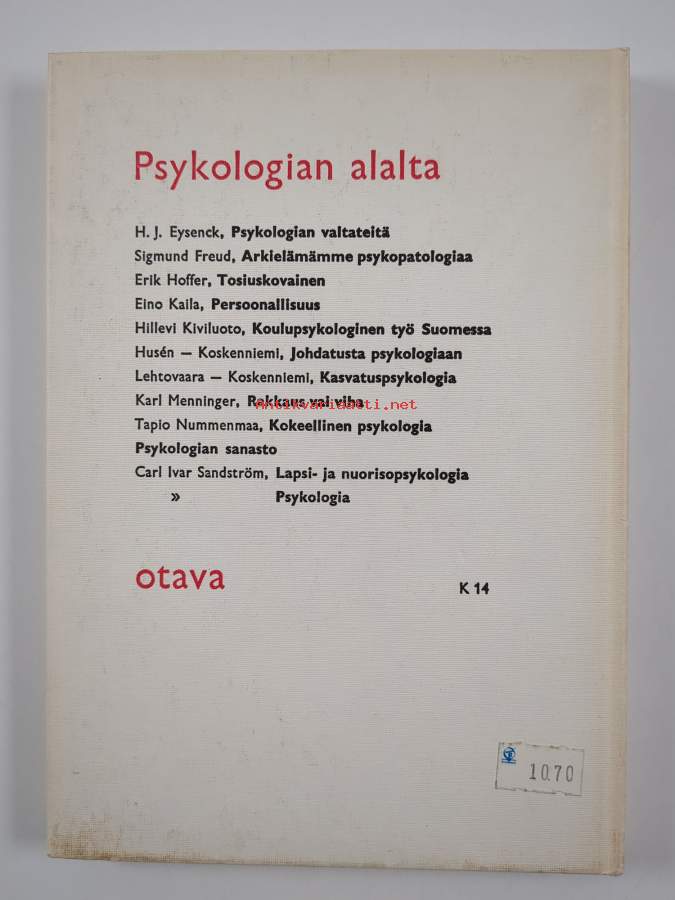 Psykologian alalta
H. J. Eysenck, Psykologian valtateitä
Sigmund Freud, Arkielämämme psykopatologiaa
Erik Hoffer, Tosiuskovainen
Eino Kaila, Persoonallisuus
Hillevi Kiviluoto, Koulupsykologinen työ Suomessa
Husén — Koskenniemi, Johdatusta psykologiaan
Lehtovaara — Koskenniemi, Kasvatuspsykologia
Karl Menninger, Rakkaus vai viha
antikvariaatti.net
Tapio Nummenmaa, Kokeellinen psykologia
Psykologian sanasto
Carl Ivar Sandström, Lapsi- ja nuorisopsykologia
» Psykologia
otava
K 14
10.70